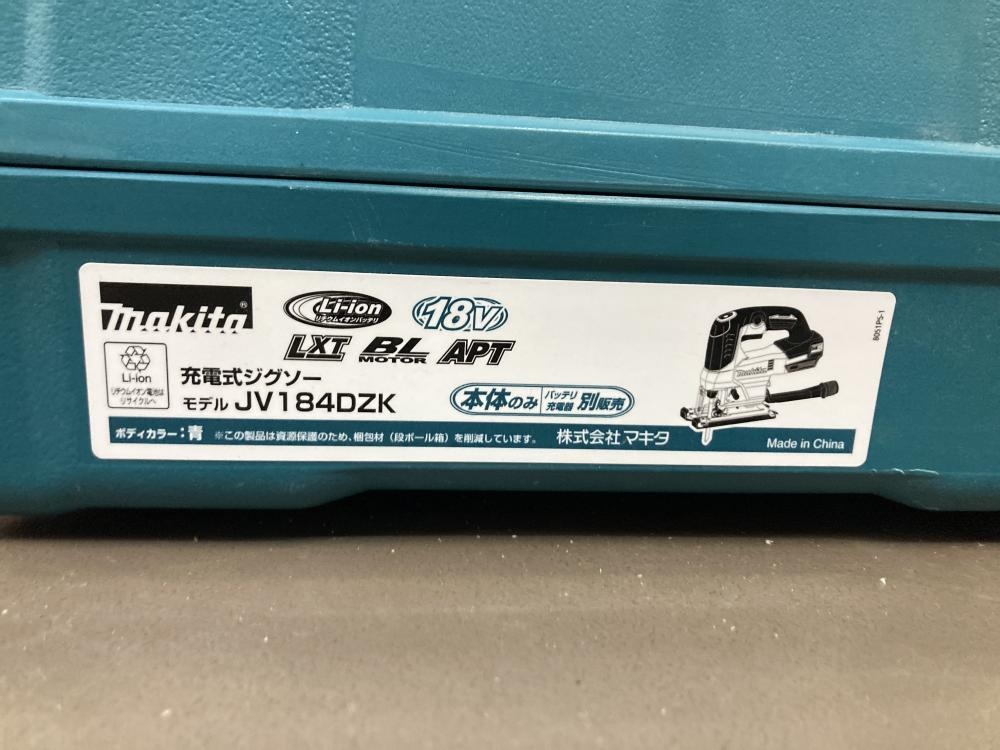 makita®
Li-ion
リチウムイオンバッテリ
18V
LXT BL MOTOR APT
Li-ion
リチウムイオン電池は
リサイクルへ
充電式ジグソー
モデル JV184DZK
本体のみ バッテリ 充電器 別販売
ボディカラー:青 ※この製品は資源保護のため、梱包材(段ボール箱)を削減しています。 株式会社マキタ Made in China
makita
8051PS-1